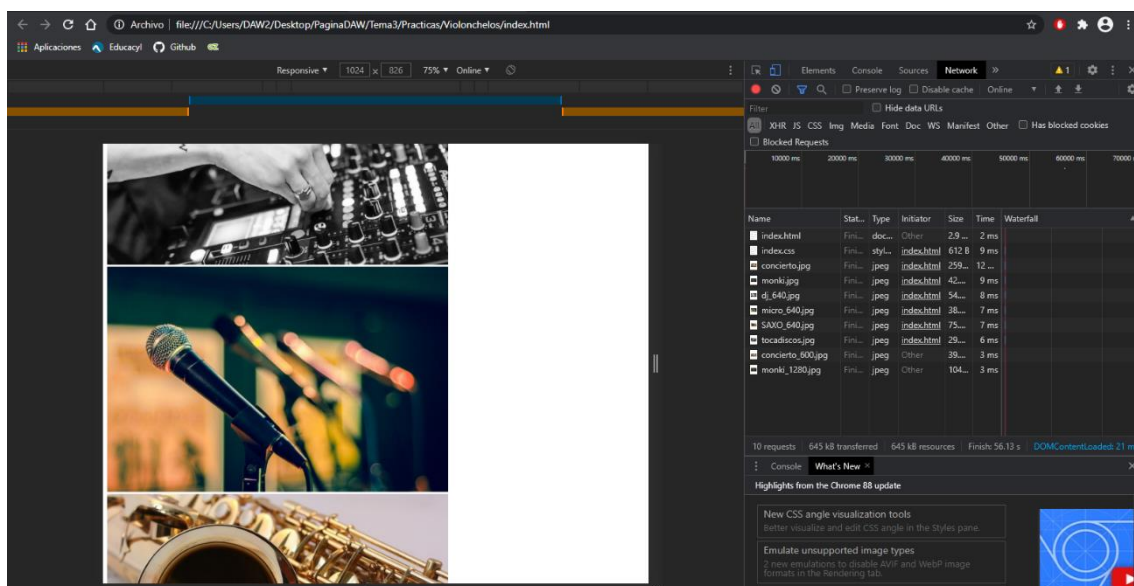 Archivo | file:///C:/Users/DAW2/Desktop/PaginaDAW/Tema3/Practicas/Violonchelos/index.html
Aplicaciones Educacyl Github
Responsive ▼ 1024 x 826 75% ▼ Online ▼
Elements Console Sources Network » 1
Preserve log Disable cache Online ▼
Filter Hide data URLs
All XHR JS CSS Img Media Font Doc WS Manifest Other Has blocked cookies
Blocked Requests
10000 ms 20000 ms 30000 ms 40000 ms 50000 ms 60000 ms 70000
Name Stat... Type Initiator Size Time Waterfall
index.html Fini... doc... Other 2.9 ... 2 ms
index.css Fini... styl... index.html 612 B 9 ms
concierto.jpg Fini... jpeg index.html 259... 12 ...
monki.jpg Fini... jpeg index.html 42.... 9 ms
dj_640.jpg Fini... jpeg index.html 54.... 8 ms
micro_640.jpg Fini... jpeg index.html 38.... 7 ms
SAXO_640.jpg Fini... jpeg index.html 75.... 7 ms
tocadiscos.jpg Fini... jpeg index.html 29.... 6 ms
concierto_600.jpg Fini... jpeg Other 39.... 3 ms
monki_1280.jpg Fini... jpeg Other 104... 3 ms
10 requests 645 kB transferred 645 kB resources Finish: 56.13 s DOMContentLoaded: 21 m
Console What's New ×
Highlights from the Chrome 88 update
New CSS angle visualization tools
Better visualize and edit CSS angle in the Styles pane.
Emulate unsupported image types
2 new emulations to disable AVIF and WebP image
formats in the Rendering tab.